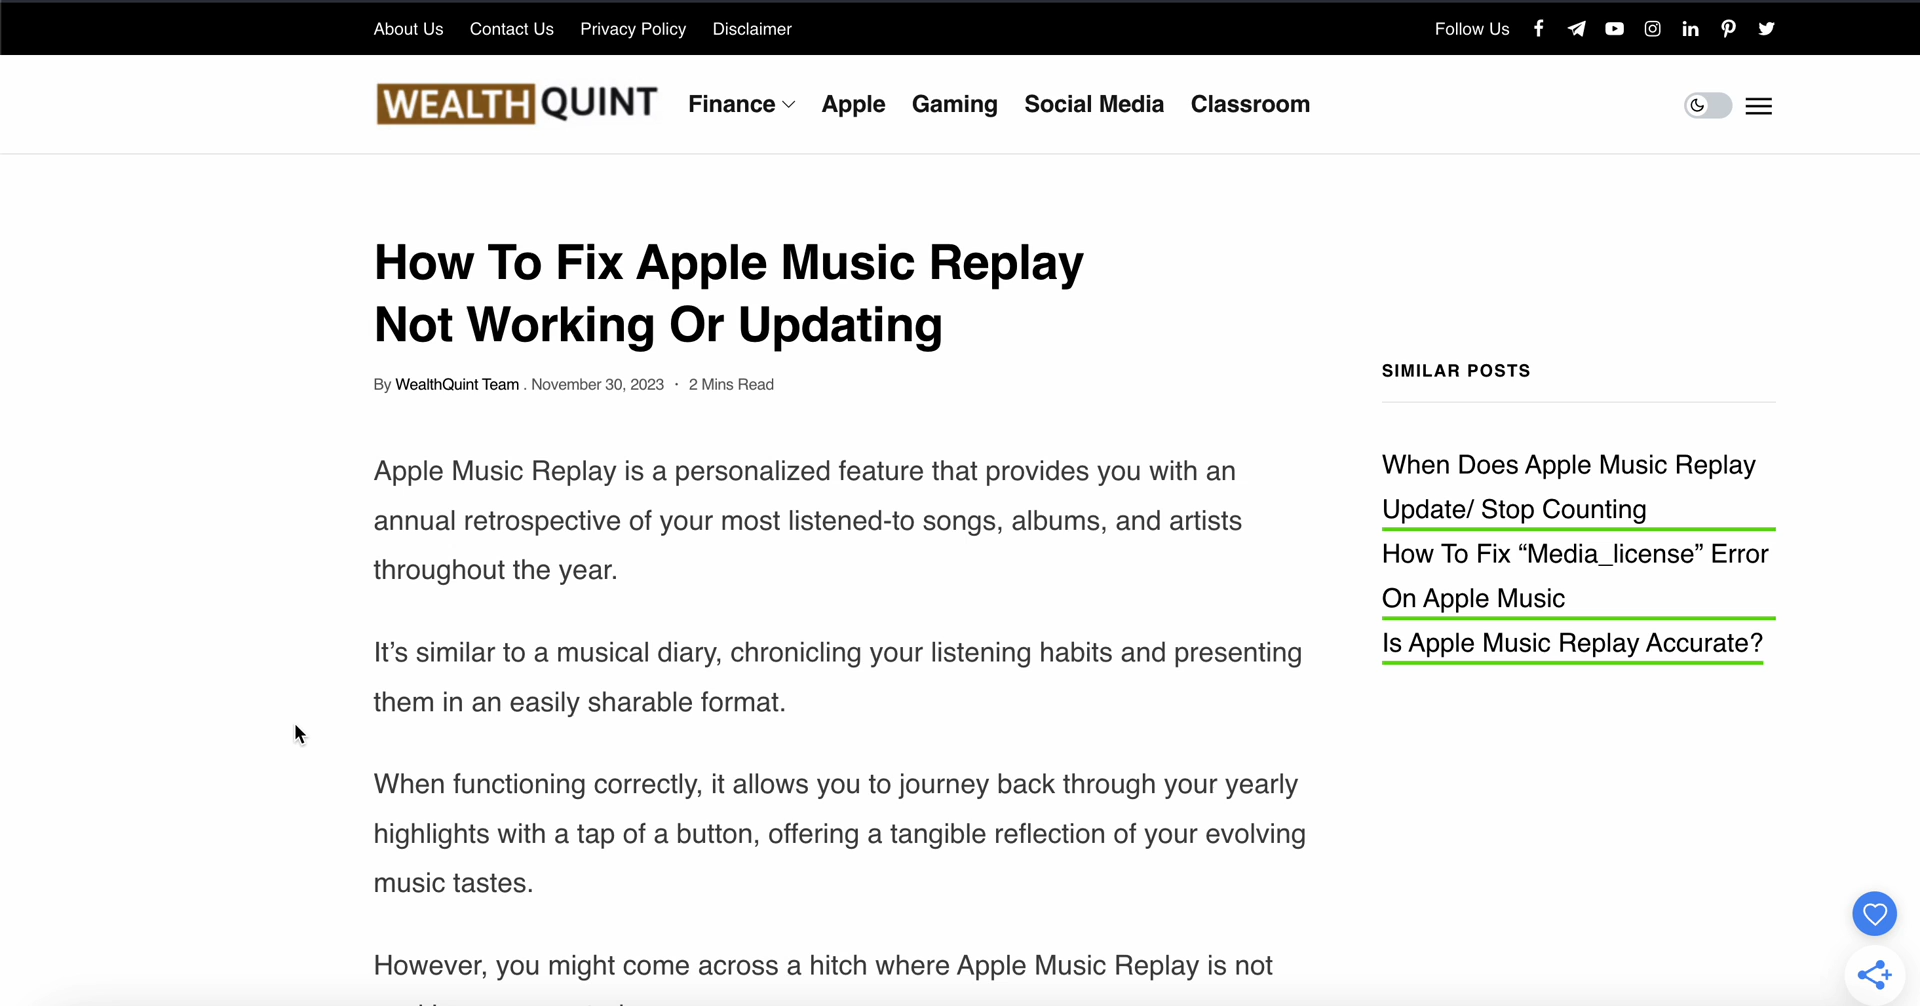 About Us Contact Us Privacy Policy Disclaimer Follow Us
WEALTH QUINT Finance Apple Gaming Social Media Classroom
How To Fix Apple Music Replay
Not Working Or Updating
By WealthQuint Team . November 30, 2023 · 2 Mins Read
Apple Music Replay is a personalized feature that provides you with an
annual retrospective of your most listened-to songs, albums, and artists
throughout the year.
It’s similar to a musical diary, chronicling your listening habits and presenting
them in an easily sharable format.
When functioning correctly, it allows you to journey back through your yearly
highlights with a tap of a button, offering a tangible reflection of your evolving
music tastes.
However, you might come across a hitch where Apple Music Replay is not
SIMILAR POSTS
When Does Apple Music Replay
Update/ Stop Counting
How To Fix “Media_license” Error
On Apple Music
Is Apple Music Replay Accurate?